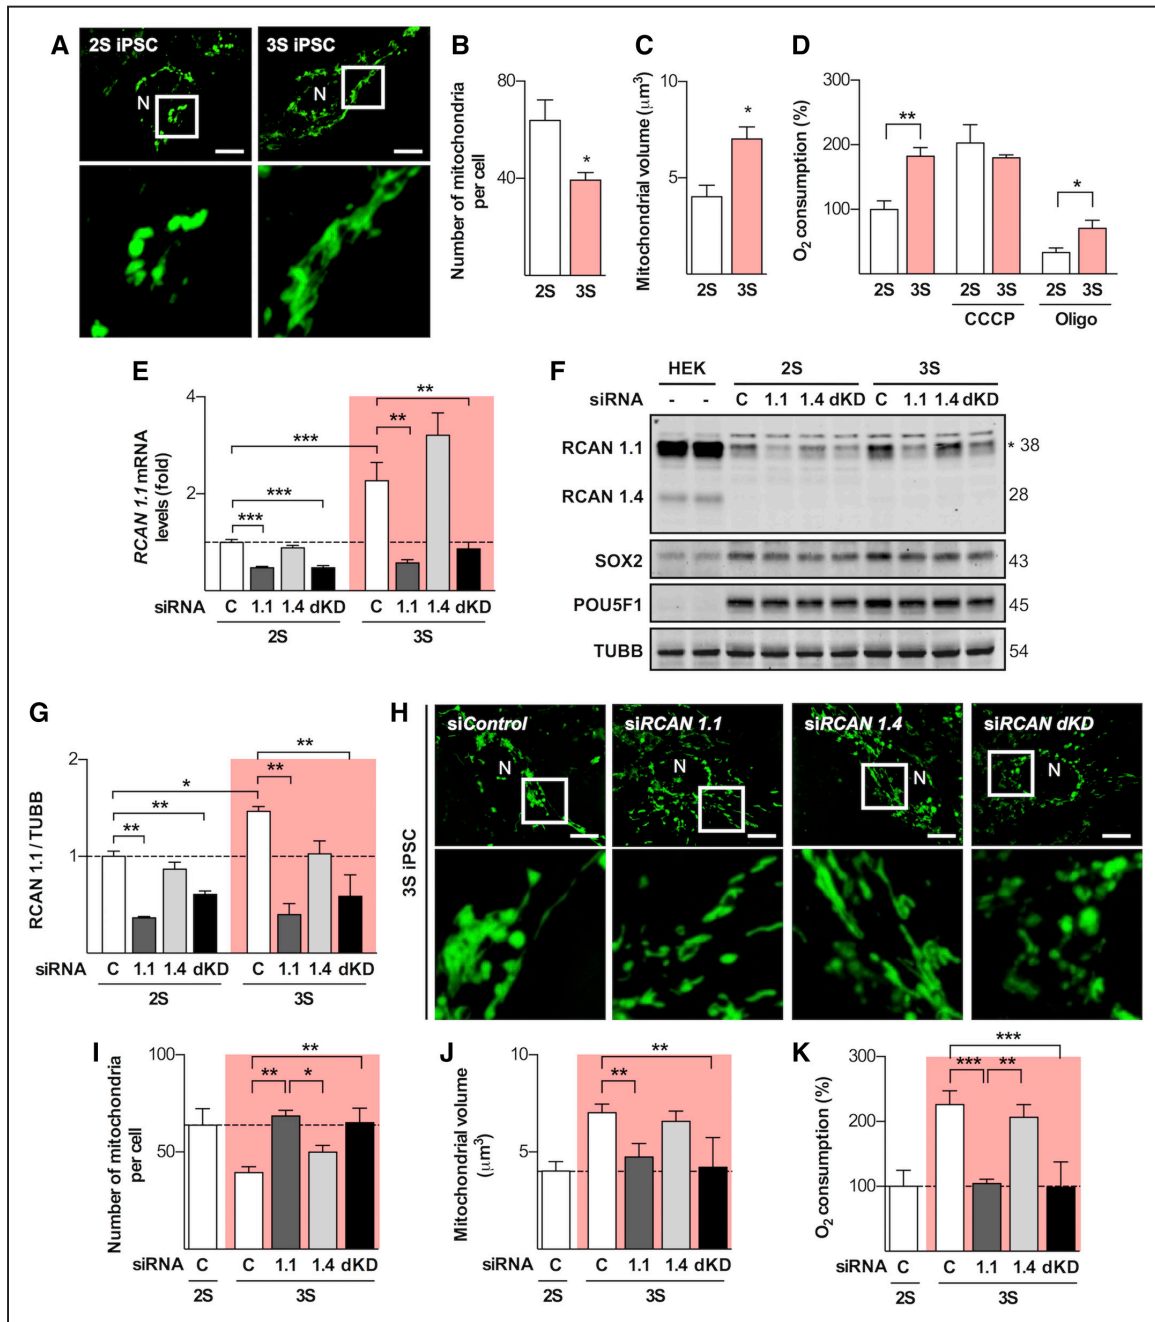 A
2S iPSC
3S iPSC
N
N
B
Number of mitochondria
per cell
80
40
*
2S 3S
C
Mitochondrial volume (μm³)
10
5
*
2S 3S
D
O₂ consumption (%)
300
200
100
**
*
2S 3S 2S 3S 2S 3S
CCCP Oligo
E
RCAN 1.1 mRNA
levels (fold)
4
2
***
***
***
**
**
siRNA C 1.1 1.4 dKD C 1.1 1.4 dKD
2S 3S
F
HEK 2S 3S
siRNA - - C 1.1 1.4 dKD C 1.1 1.4 dKD
RCAN 1.1 * 38
RCAN 1.4 28
SOX2 43
POU5F1 45
TUBB 54
G
RCAN 1.1 / TUBB
2
1
**
**
*
**
**
siRNA C 1.1 1.4 dKD C 1.1 1.4 dKD
2S 3S
H
3S iPSC
siControl siRCAN 1.1 siRCAN 1.4 siRCAN dKD
N N N N
I
Number of mitochondria
per cell
100
50
**
** *
siRNA C C 1.1 1.4 dKD
2S 3S
J
Mitochondrial volume
(μm³)
10
5
**
**
siRNA C C 1.1 1.4 dKD
2S 3S
K
O₂ consumption (%)
300
200
100
***
*** **
siRNA C C 1.1 1.4 dKD
2S 3S